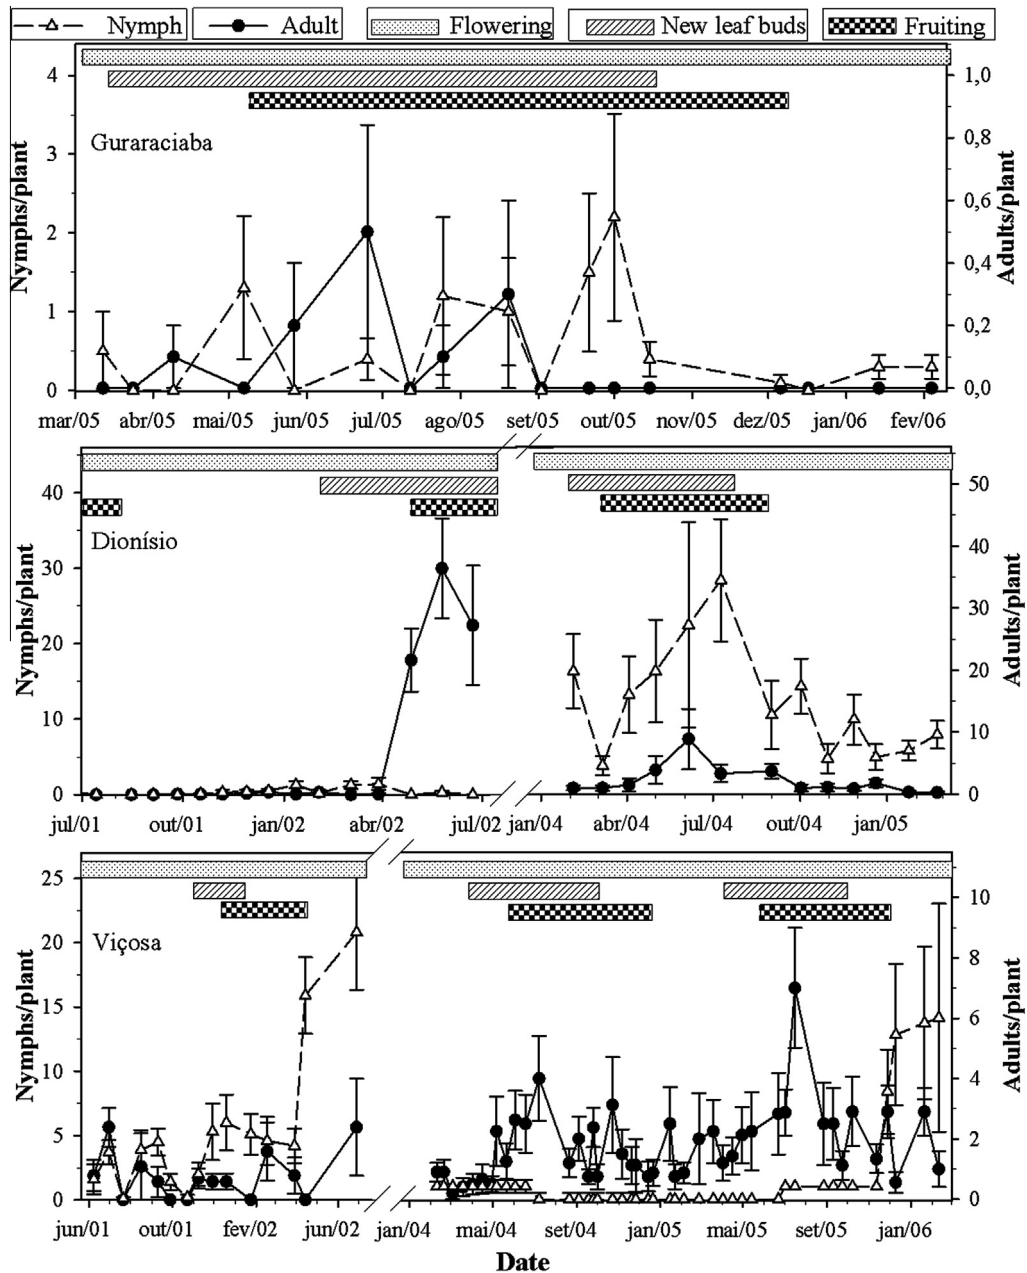 Nymph Adult Flowering New leaf buds Fruiting
Guraraciaba
Nymphs/plant
4
3
2
1
0
Adults/plant
1,0
0,8
0,6
0,4
0,2
0,0
mar/05 abr/05 mai/05 jun/05 jul/05 ago/05 set/05 out/05 nov/05 dez/05 jan/06 fev/06
Dionísio
Nymphs/plant
40
30
20
10
0
Adults/plant
50
40
30
20
10
0
jul/01 out/01 jan/02 abr/02 jul/02 jan/04 abr/04 jul/04 out/04 jan/05
Viçosa
Nymphs/plant
25
20
15
10
5
0
Adults/plant
10
8
6
4
2
0
jun/01 out/01 fev/02 jun/02 jan/04 mai/04 set/04 jan/05 mai/05 set/05 jan/06
Date